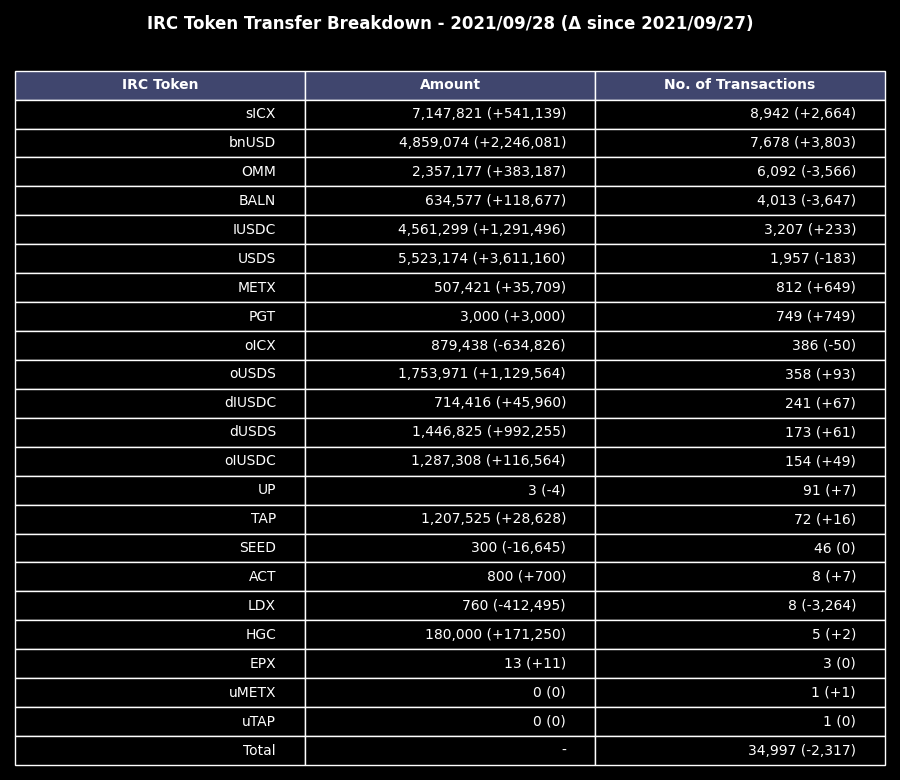 IRC Token Transfer Breakdown - 2021/09/28 (Δ since 2021/09/27)
IRC Token Amount No. of Transactions
sICX 7,147,821 (+541,139) 8,942 (+2,664)
bnUSD 4,859,074 (+2,246,081) 7,678 (+3,803)
OMM 2,357,177 (+383,187) 6,092 (-3,566)
BALN 634,577 (+118,677) 4,013 (-3,647)
IUSDC 4,561,299 (+1,291,496) 3,207 (+233)
USDS 5,523,174 (+3,611,160) 1,957 (-183)
METX 507,421 (+35,709) 812 (+649)
PGT 3,000 (+3,000) 749 (+749)
oICX 879,438 (-634,826) 386 (-50)
oUSDS 1,753,971 (+1,129,564) 358 (+93)
dIUSDC 714,416 (+45,960) 241 (+67)
dUSDS 1,446,825 (+992,255) 173 (+61)
oIUSDC 1,287,308 (+116,564) 154 (+49)
UP 3 (-4) 91 (+7)
TAP 1,207,525 (+28,628) 72 (+16)
SEED 300 (-16,645) 46 (0)
ACT 800 (+700) 8 (+7)
LDX 760 (-412,495) 8 (-3,264)
HGC 180,000 (+171,250) 5 (+2)
EPX 13 (+11) 3 (0)
uMETX 0 (0) 1 (+1)
uTAP 0 (0) 1 (0)
Total - 34,997 (-2,317)